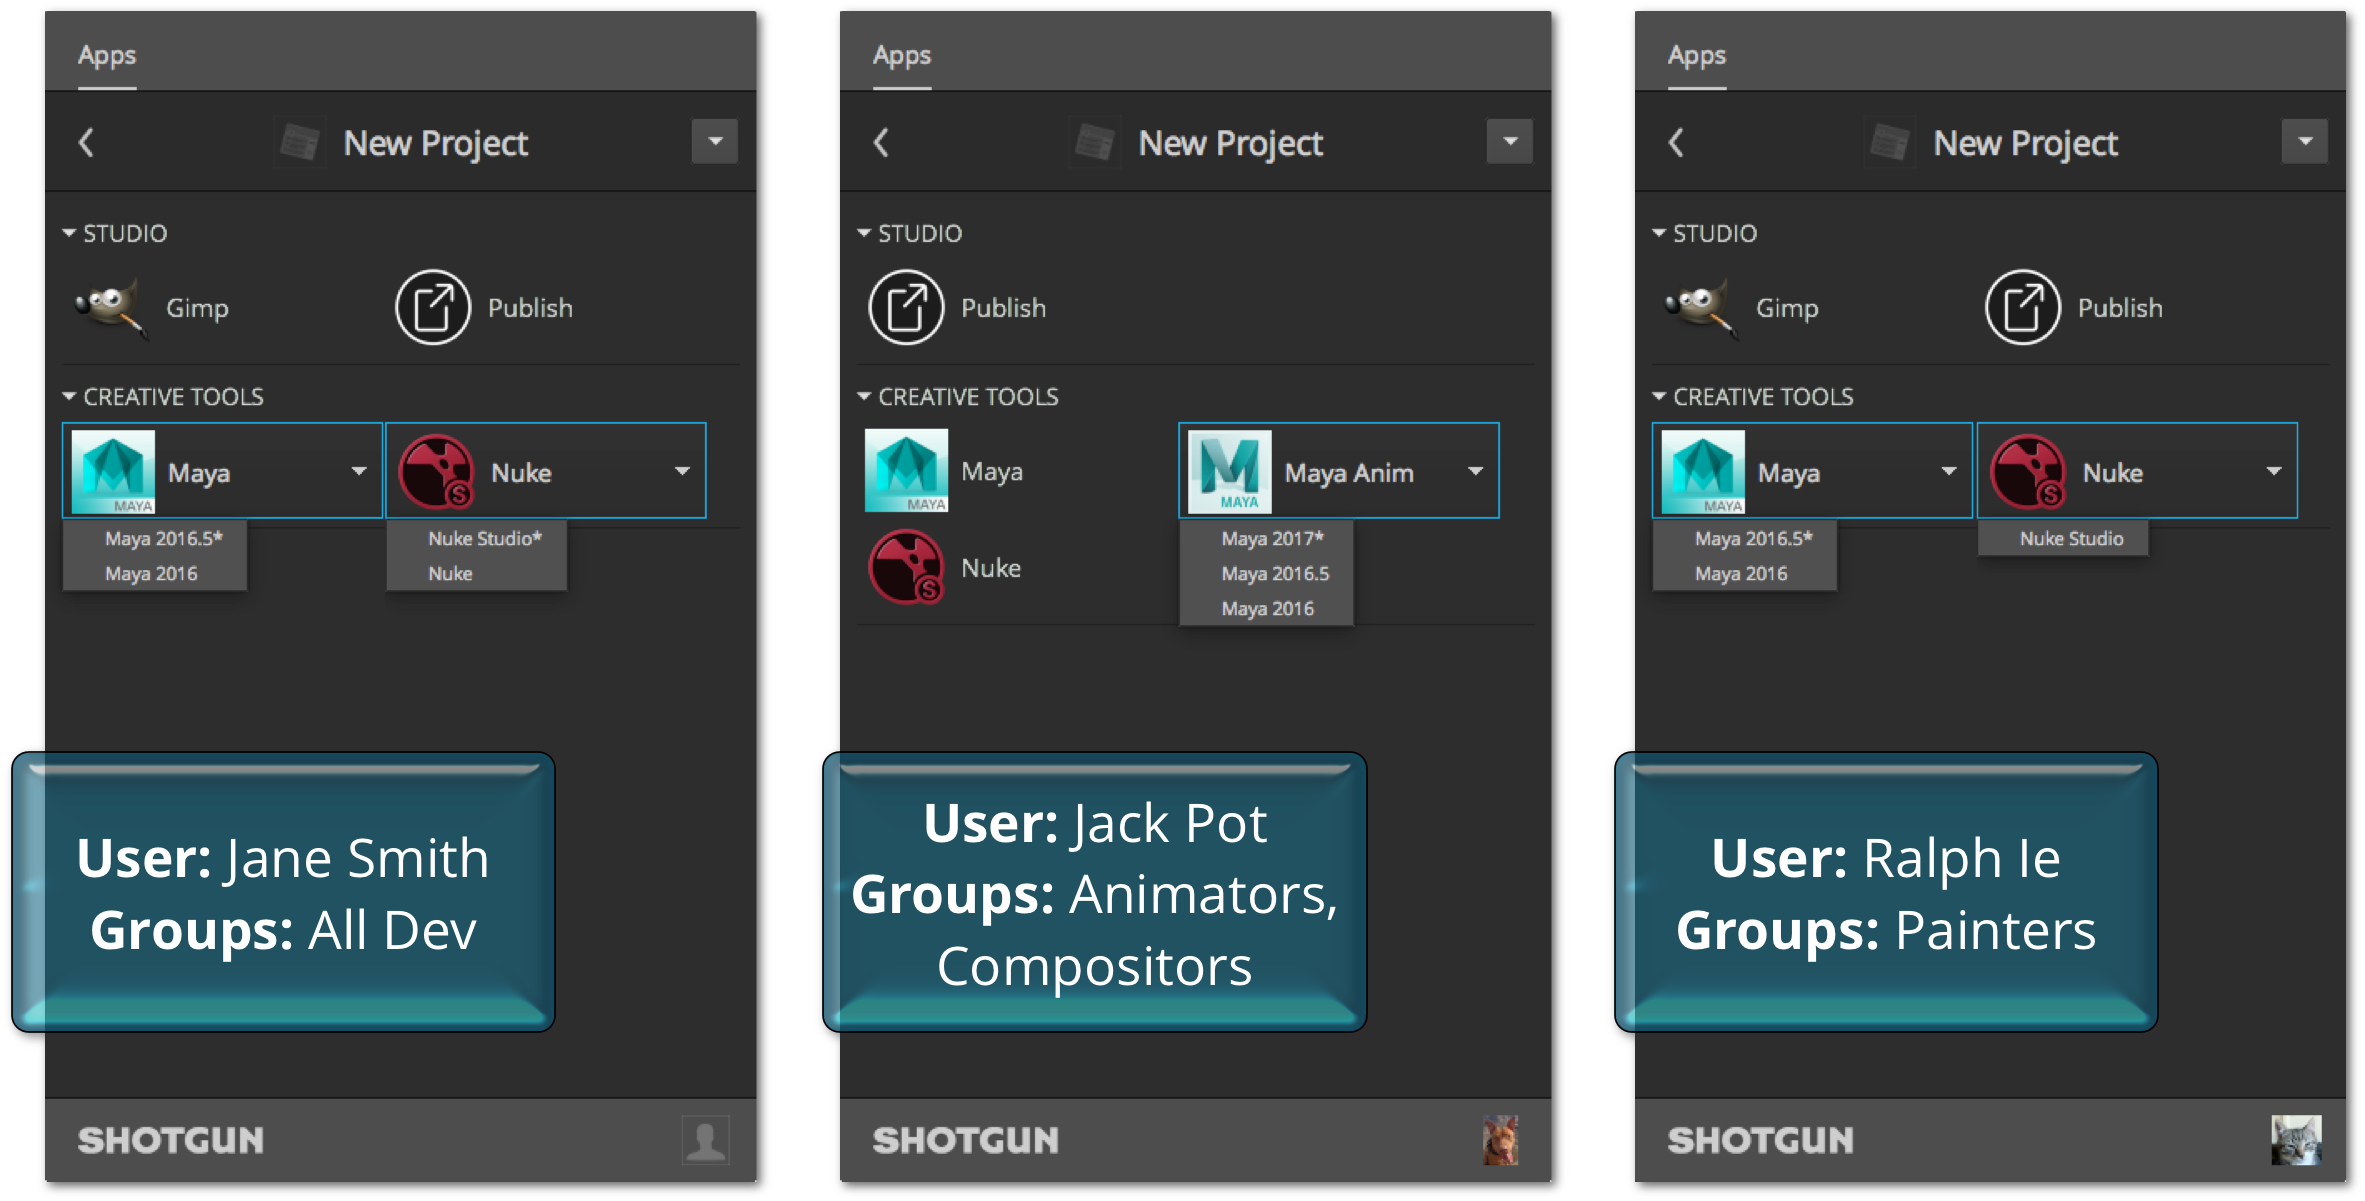 Apps
New Project
STUDIO
Gimp
Publish
CREATIVE TOOLS
MAYA
Maya
Nuke
Maya 2016.5*
Maya 2016
Nuke Studio*
Nuke
User: Jane Smith
Groups: All Dev
SHOTGUN
Apps
New Project
STUDIO
Publish
CREATIVE TOOLS
MAYA
Maya
MAYA
Maya Anim
Maya 2017*
Maya 2016.5
Maya 2016
Nuke
User: Jack Pot
Groups: Animators,
Compositors
SHOTGUN
Apps
New Project
STUDIO
Gimp
Publish
CREATIVE TOOLS
MAYA
Maya
Nuke
Maya 2016.5*
Maya 2016
Nuke Studio
User: Ralph Ie
Groups: Painters
SHOTGUN